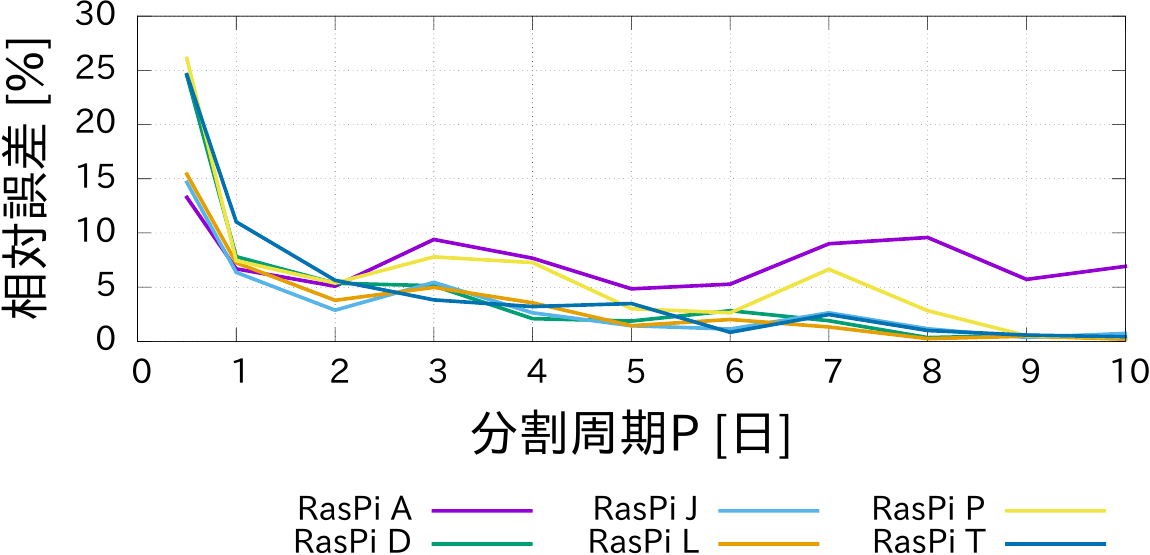 相対誤差 [%]
30
25
20
15
10
5
0
0 1 2 3 4 5 6 7 8 9 10
分割周期P [日]
RasPi A RasPi J RasPi P
RasPi D RasPi L RasPi T